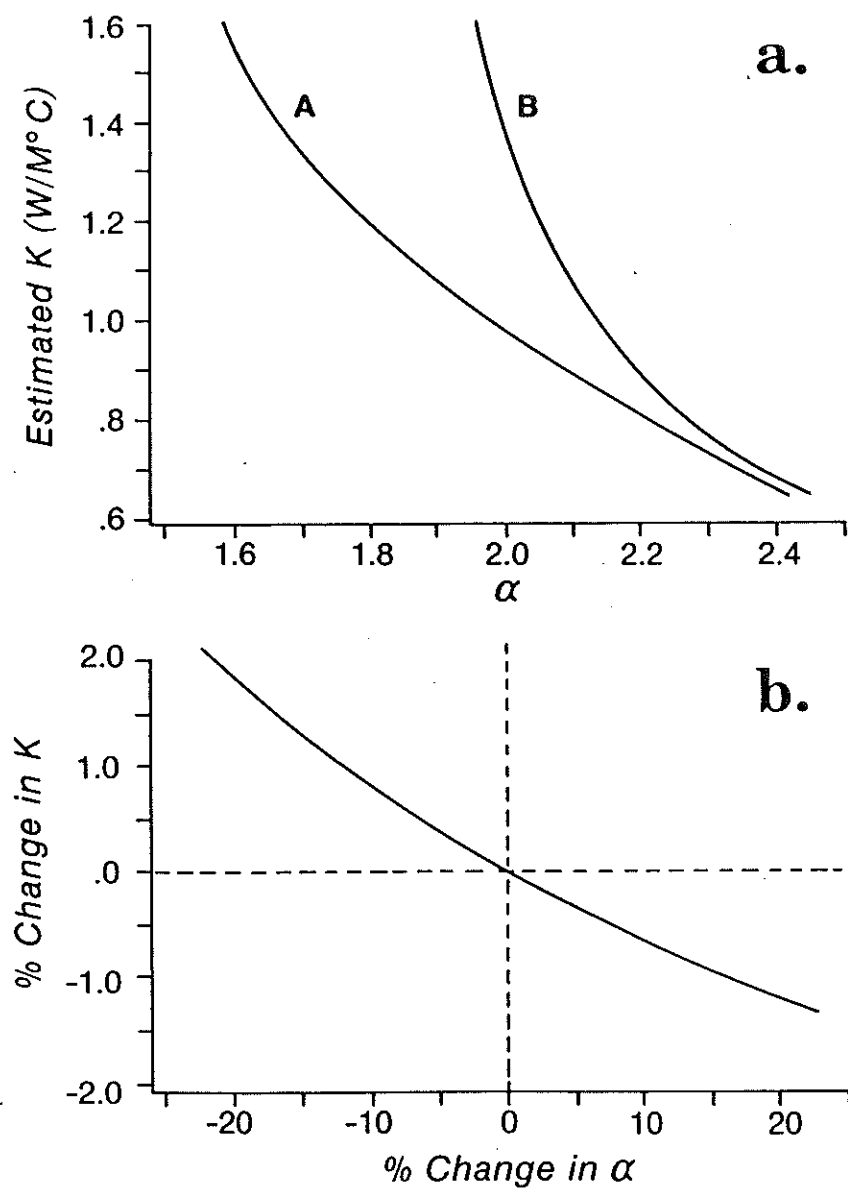 a.
1.6
1.4
1.2
1.0
.8
.6
Estimated K (W/M° C)
A
B
1.6 1.8 2.0 2.2 2.4
α
b.
2.0
1.0
.0
-1.0
-2.0
% Change in K
-20 -10 0 10 20
% Change in α